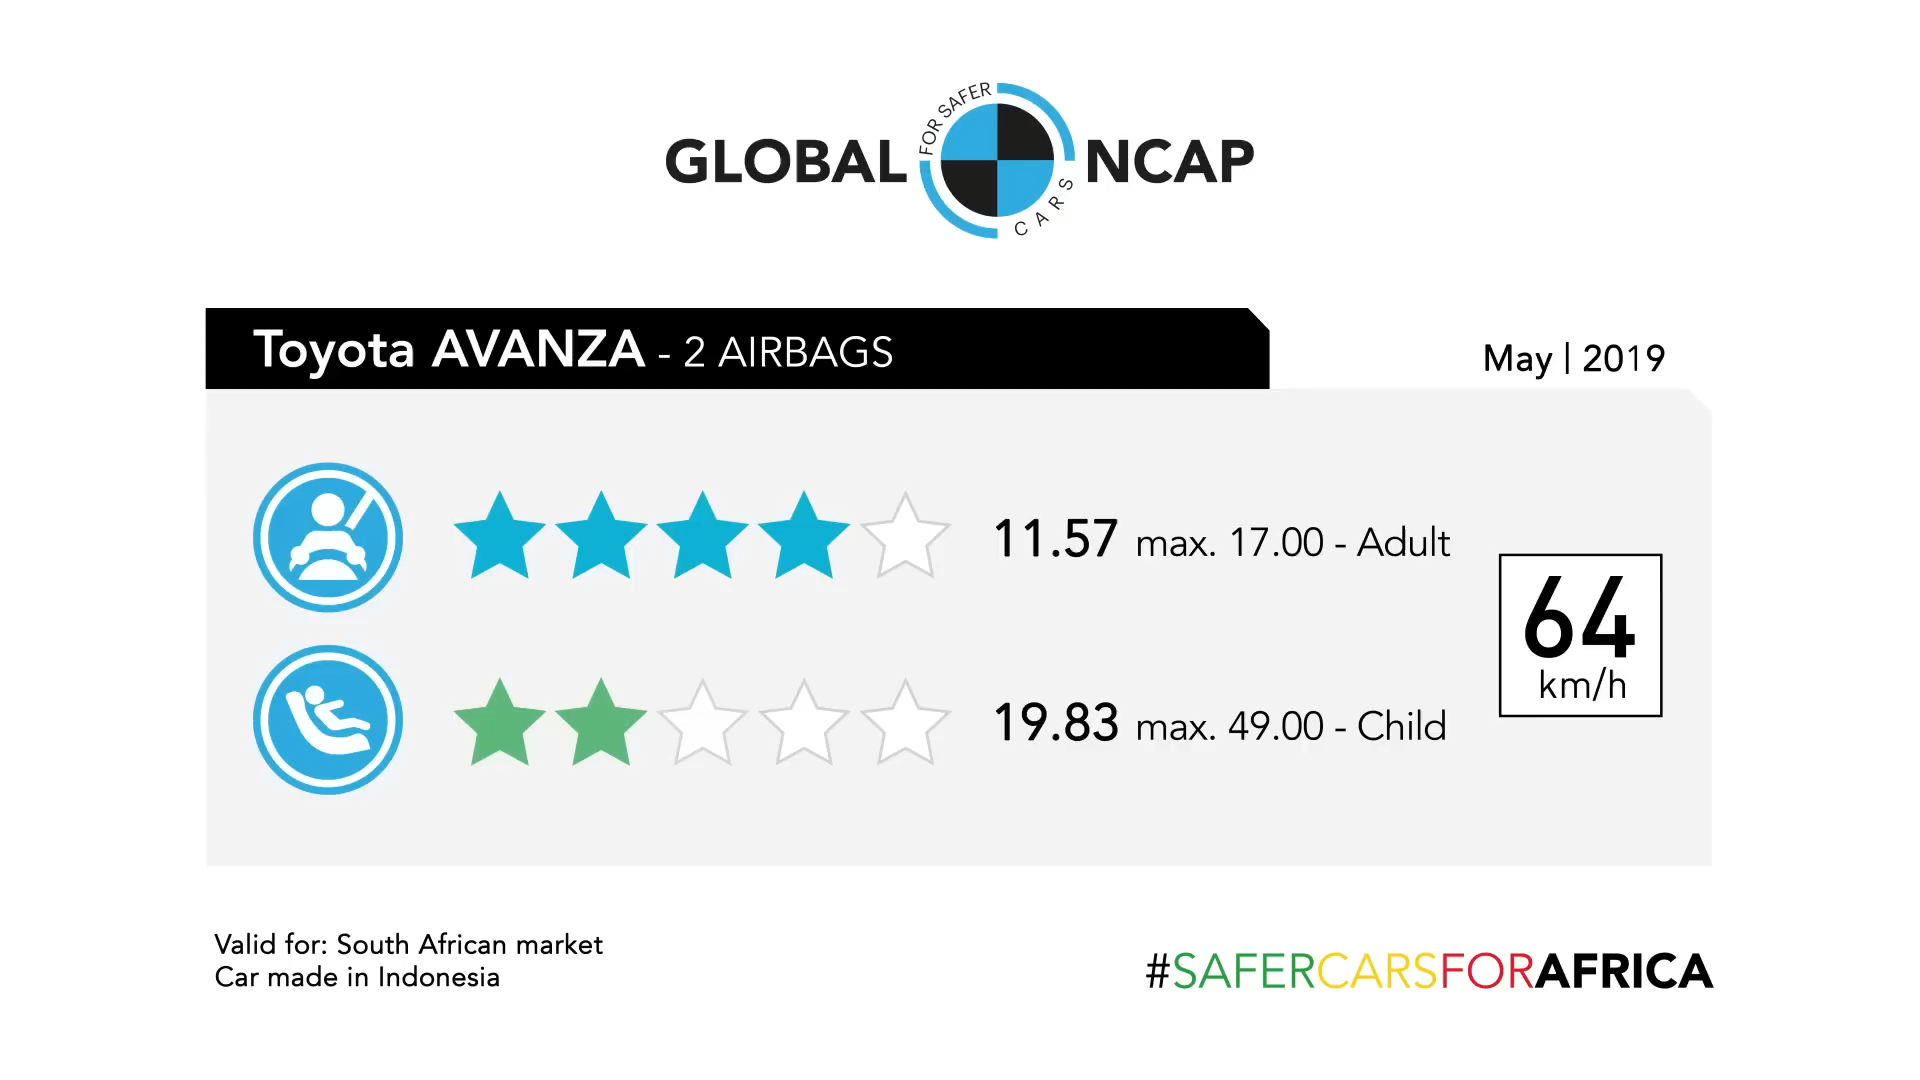 GLOBAL FOR SAFER CARS NCAP
Toyota AVANZA - 2 AIRBAGS
May | 2019
11.57 max. 17.00 - Adult
64
km/h
19.83 max. 49.00 - Child
Valid for: South African market
Car made in Indonesia
#SAFERCARSFORAFRICA